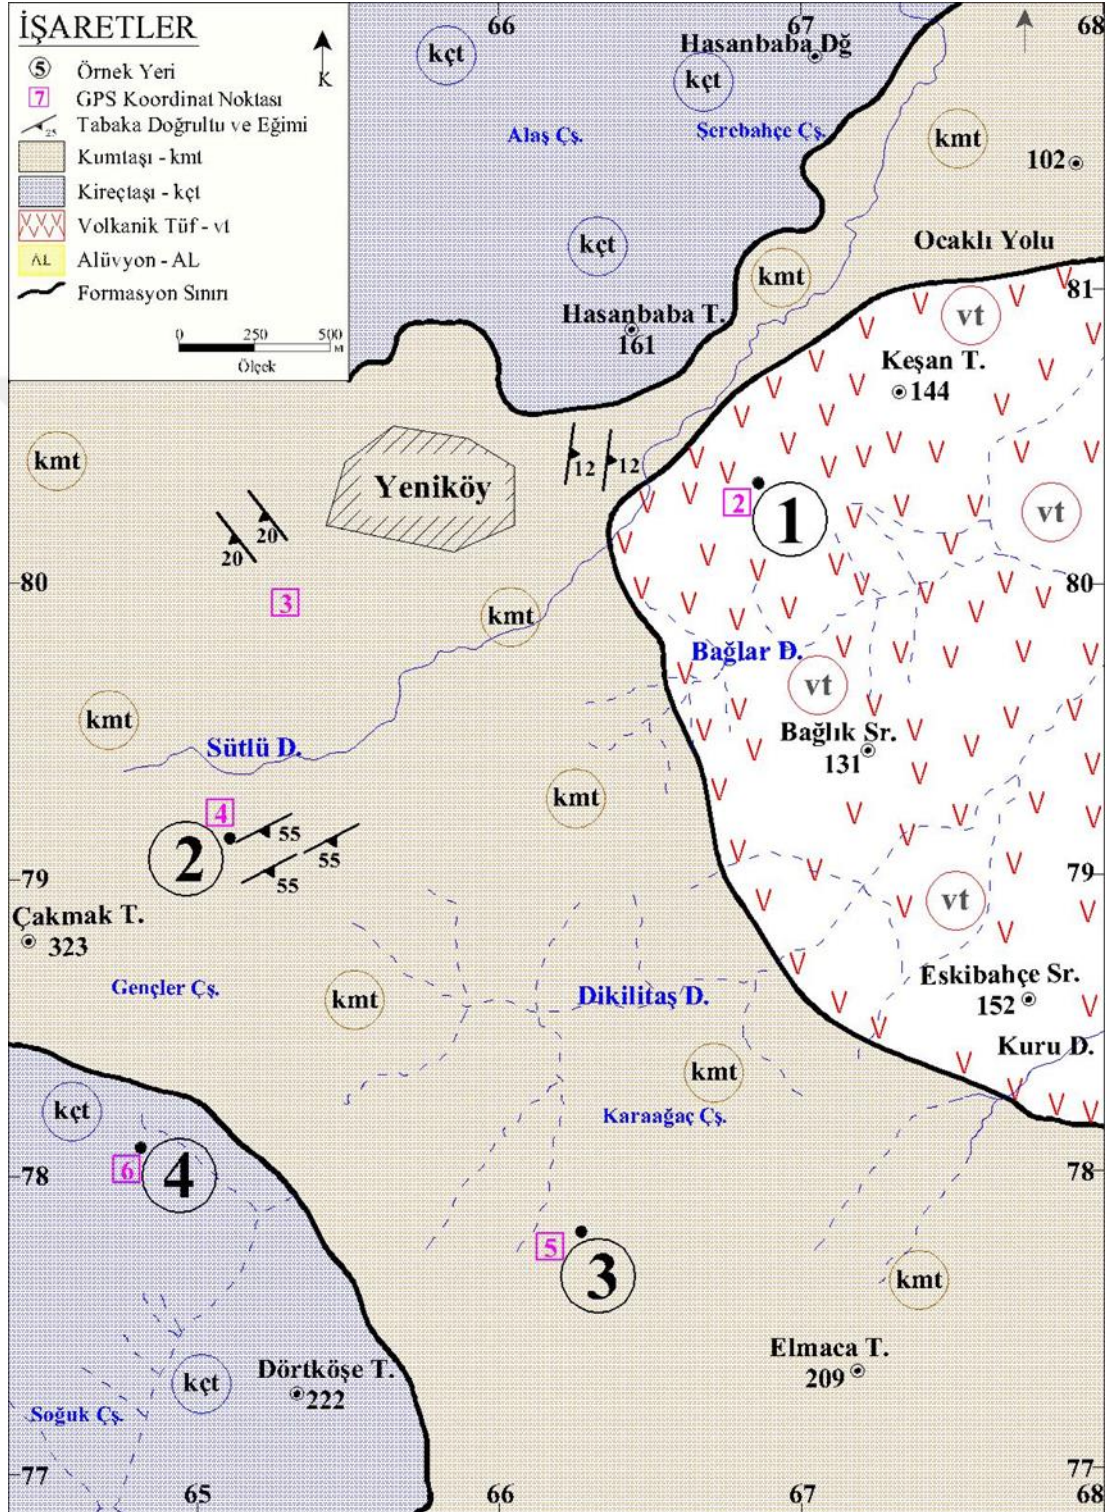 İŞARETLER
5 Örnek Yeri
7 GPS Koordinat Noktası
25 Tabaka Doğrultu ve Eğimi
Kumtaşı - kmt
Kireçtaşı - kçt
Volkanik Tüf - vt
AL Alüvyon - AL
Formasyon Sınırı
0 250 500
M
Ölçek
K
66
67
68
kçt
Hasanbaba Dğ
kçt
Alaş Çş.
Şerebahçe Çş.
kmt
102
kçt
Ocaklı Yolu
kmt
81
Hasanbaba T.
161
vt
Keşan T.
144
kmt
12
12
Yeniköy
2
1
vt
20
20
80
80
3
kmt
Bağlar D.
vt
kmt
Sütlü D.
Bağlık Sr.
131
kmt
4
2
55
55
55
79
79
Çakmak T.
323
vt
Gençler Çş.
kmt
Dikilitaş D.
Eskibahçe Sr.
152
Kuru D.
kmt
kçt
Karaağaç Çş.
6
4
78
78
5
3
kmt
Elmaca T.
209
Dörtköşe T.
222
kçt
Soğuk Çş.
77
77
65
66
67
68